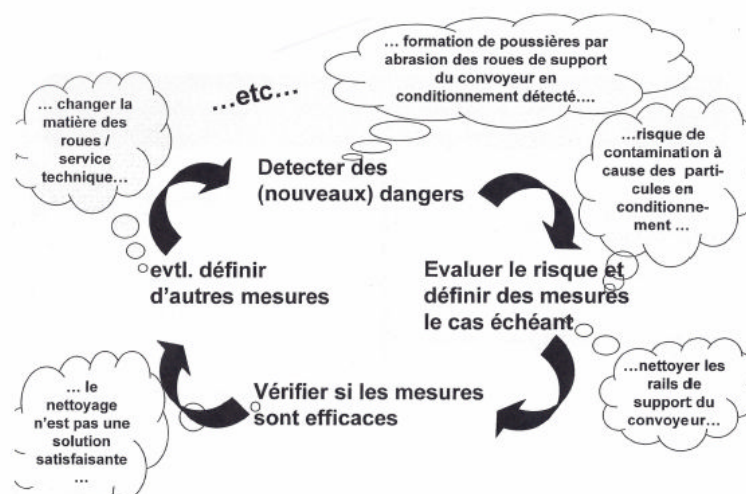 … formation de poussières par
abrasion des roues de support
du convoyeur en
conditionnement détecté….
…etc…
… changer la
matière des
roues /
service
technique…
Detecter des
(nouveaux) dangers
…risque de
contamination à
cause des parti-
cules en
conditionne-
ment …
evtl. définir
d'autres mesures
Evaluer le risque et
définir des mesures
le cas échéant
… le
nettoyage
n'est pas une
solution
satisfaisante
…
Vérifier si les mesures
sont efficaces
…nettoyer les
rails de
support du
convoyeur…